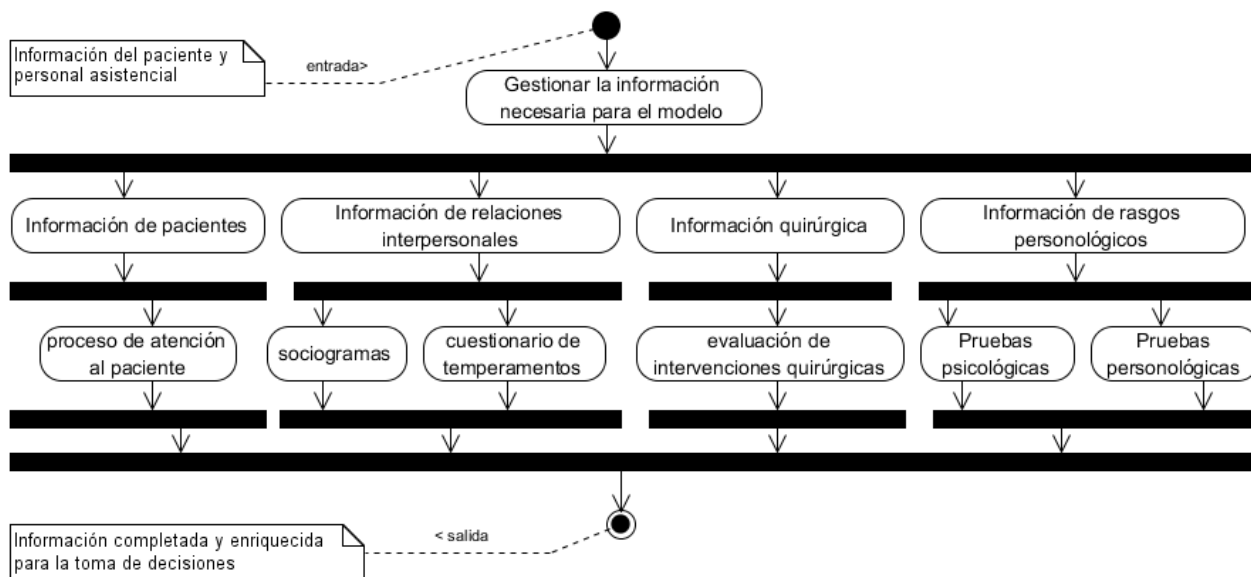 Información del paciente y
personal asistencial
entrada>
Gestionar la información
necesaria para el modelo
Información de pacientes
Información de relaciones
interpersonales
Información quirúrgica
Información de rasgos
personológicos
proceso de atención
al paciente
sociogramas
cuestionario de
temperamentos
evaluación de
intervenciones quirúrgicas
Pruebas
psicológicas
Pruebas
personológicas
Información completada y enriquecida
para la toma de decisiones
< salida